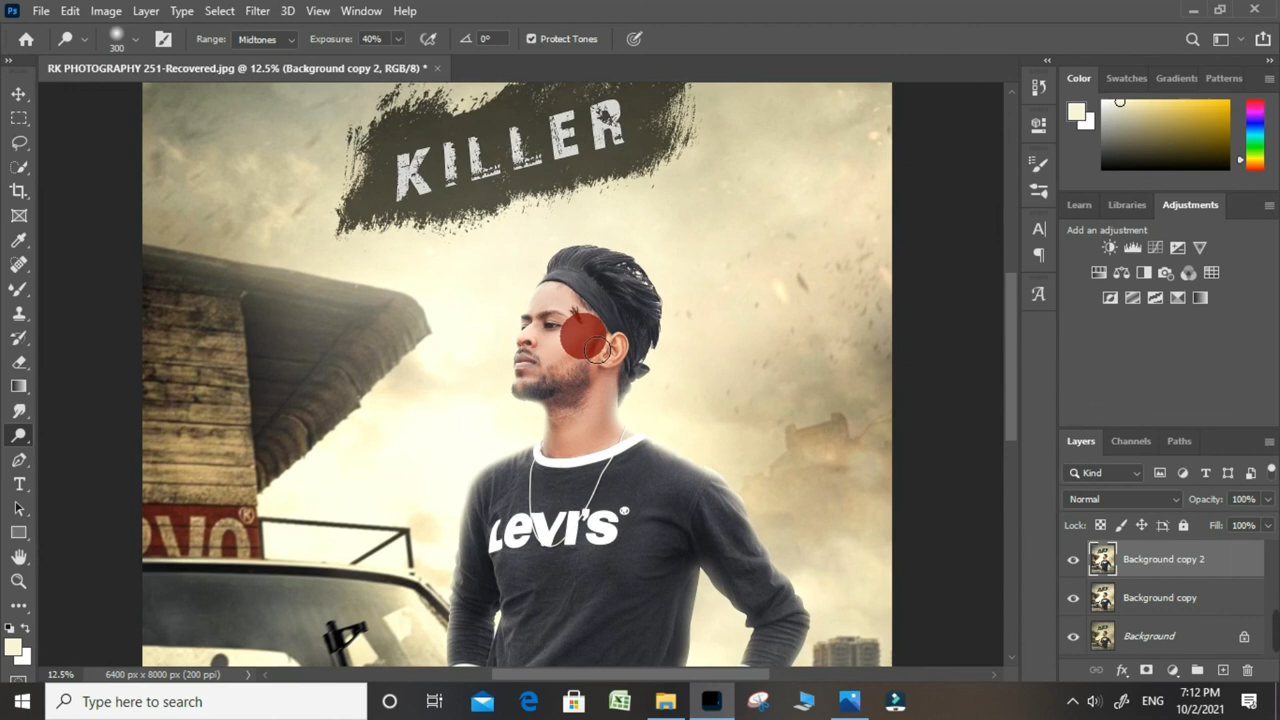 Ps File Edit Image Layer Type Select Filter 3D View Window Help
300 Range: Midtones Exposure: 40% 0° Protect Tones
RK PHOTOGRAPHY 251-Recovered.jpg @ 12.5% (Background copy 2, RGB/8) * ×
Color Swatches Gradients Patterns
KILLER
Learn Libraries Adjustments
Add an adjustment
Layers Channels Paths
Kind
Normal Opacity: 100%
LEVI'S®
RVO®
Lock: Fill: 100%
Background copy 2
Background copy
Background
12.5% 6400 px x 8000 px (200 ppi)
Type here to search
ENG
7:12 PM
10/2/2021